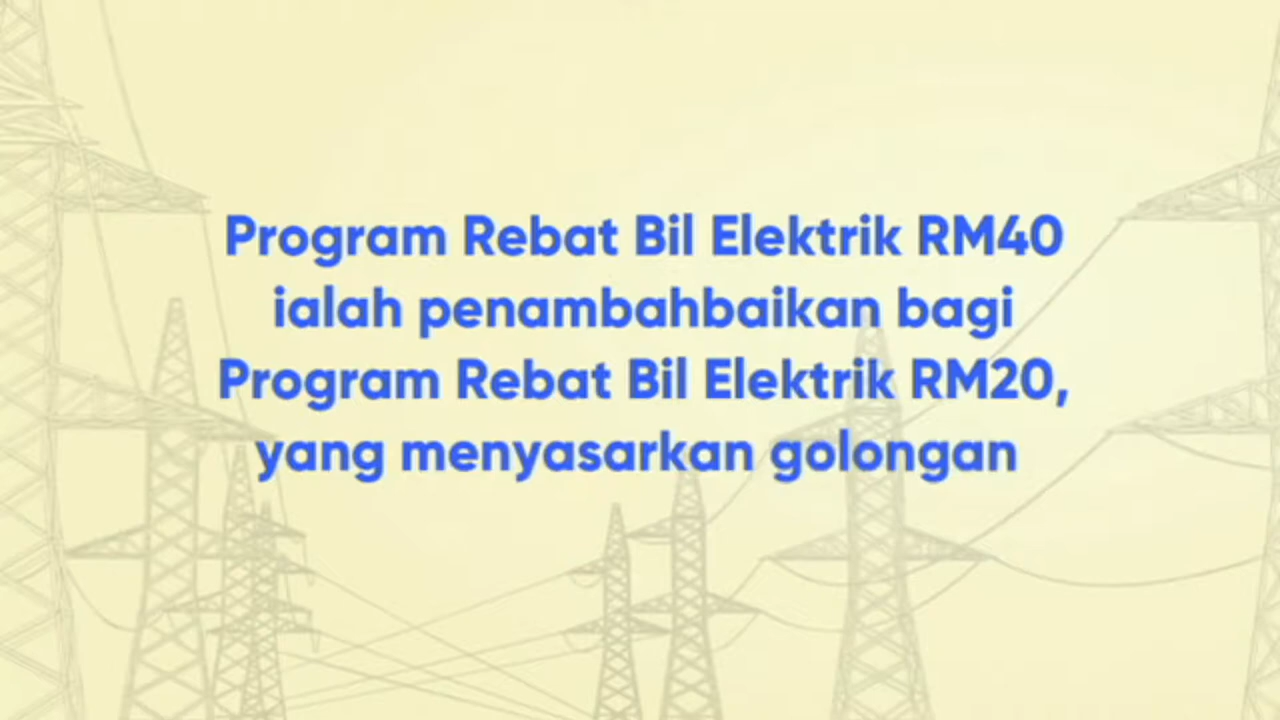 Program Rebat Bil Elektrik RM40
ialah penambahbaikan bagi
Program Rebat Bil Elektrik RM20,
yang menyasarkan golongan